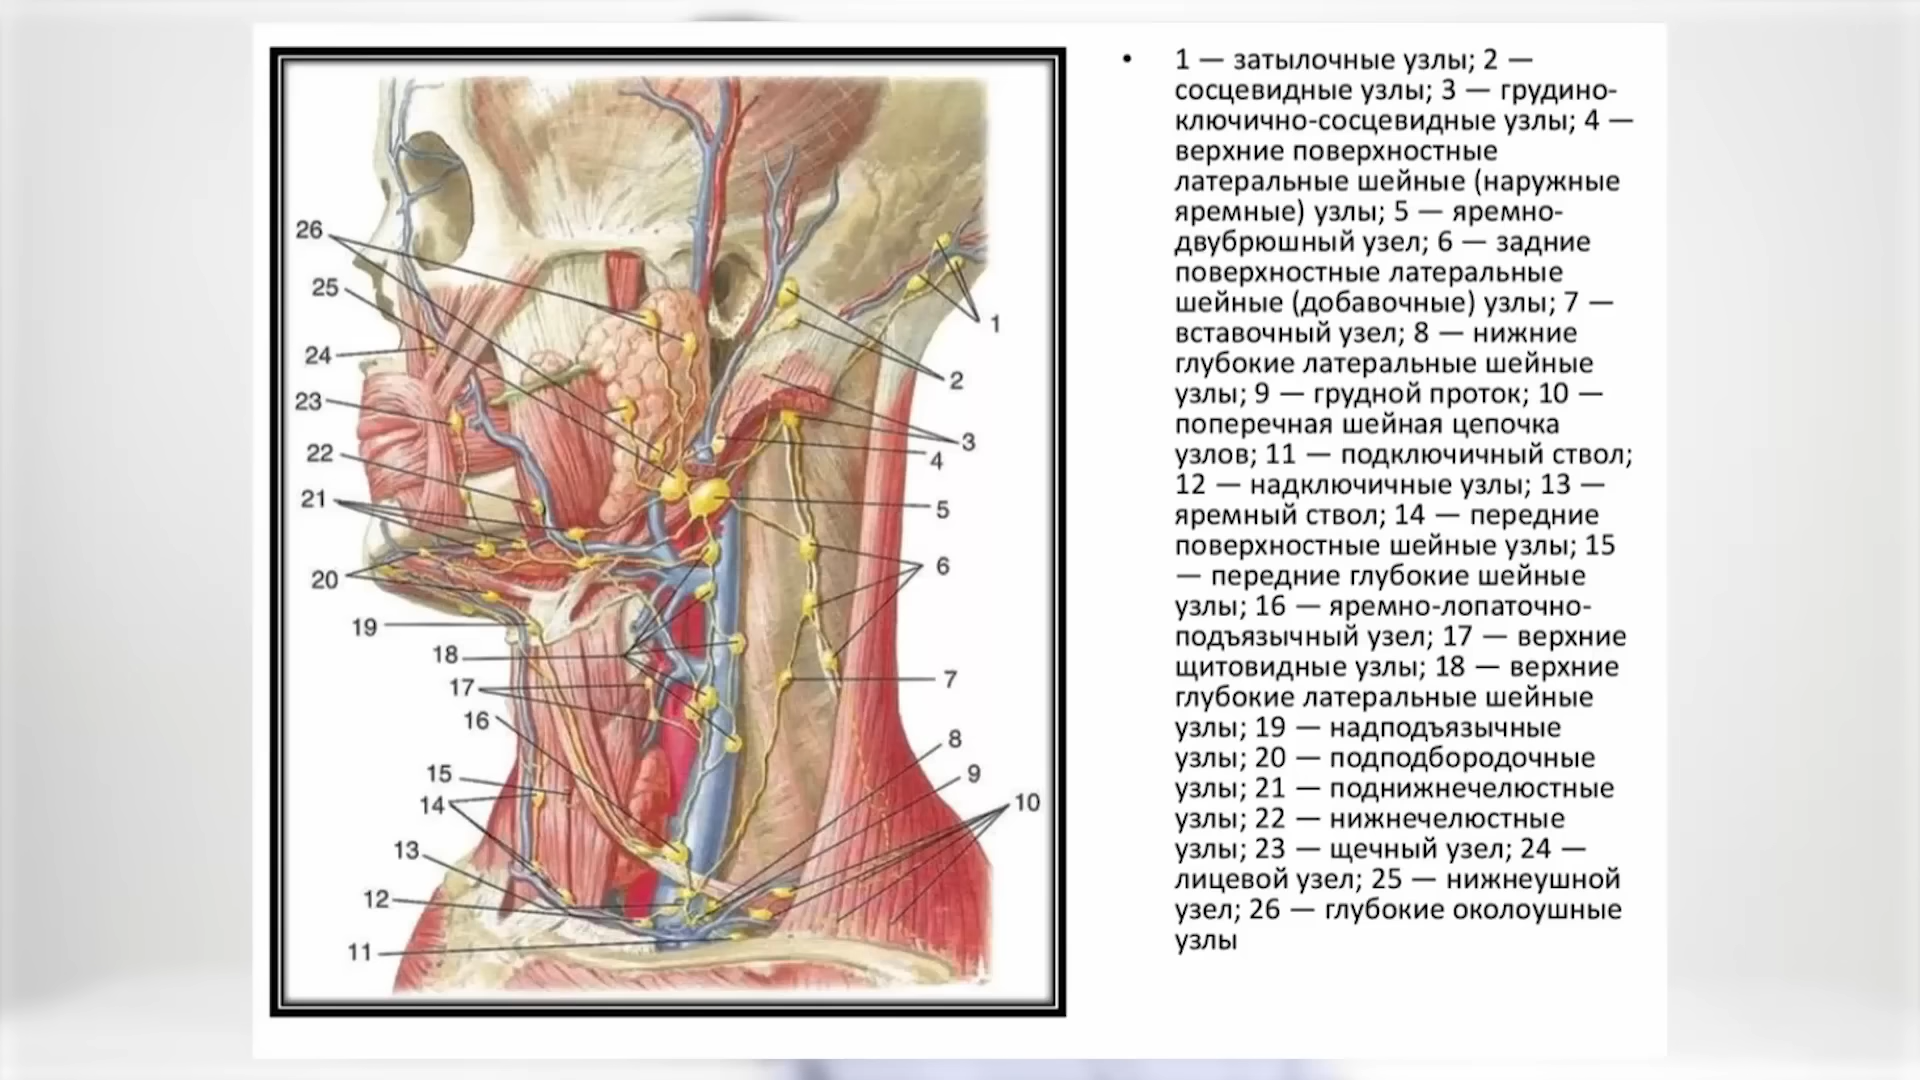 26
25
24
23
22
21
20
19
18
17
16
15
14
13
12
11
1
2
3
4
5
6
7
8
9
10
• 1 — затылочные узлы; 2 —
сосцевидные узлы; 3 — грудино-
ключично-сосцевидные узлы; 4 —
верхние поверхностные
латеральные шейные (наружные
яремные) узлы; 5 — яремно-
двубрюшный узел; 6 — задние
поверхностные латеральные
шейные (добавочные) узлы; 7 —
вставочный узел; 8 — нижние
глубокие латеральные шейные
узлы; 9 — грудной проток; 10 —
поперечная шейная цепочка
узлов; 11 — подключичный ствол;
12 — надключичные узлы; 13 —
яремный ствол; 14 — передние
поверхностные шейные узлы; 15
— передние глубокие шейные
узлы; 16 — яремно-лопаточно-
подъязычный узел; 17 — верхние
щитовидные узлы; 18 — верхние
глубокие латеральные шейные
узлы; 19 — надподъязычные
узлы; 20 — подподбородочные
узлы; 21 — поднижнечелюстные
узлы; 22 — нижнечелюстные
узлы; 23 — щечный узел; 24 —
лицевой узел; 25 — нижнеушной
узел; 26 — глубокие околоушные
узлы